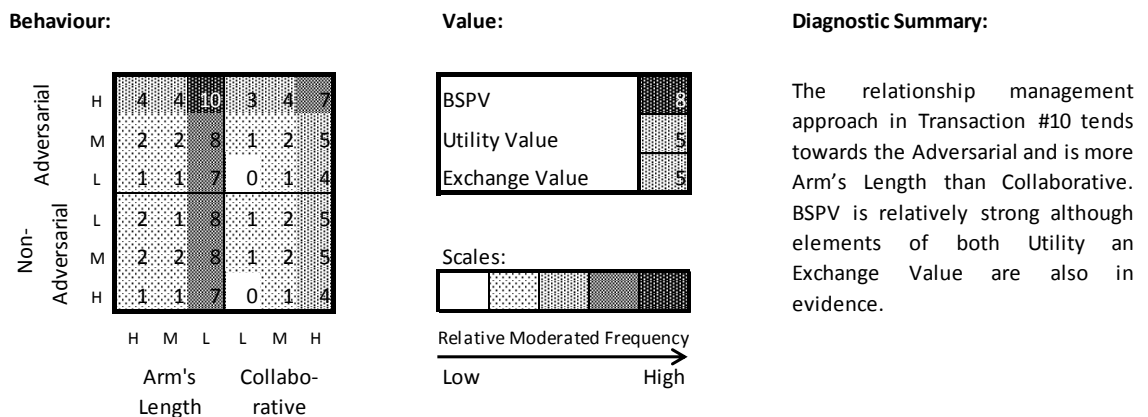 Behaviour:
Value:
Diagnostic Summary:
Adversarial
Non-
Adversarial
H 4 4 10 3 4 7
M 2 2 8 1 2 5
L 1 1 7 0 1 4
L 2 1 8 1 2 5
M 2 2 8 1 2 5
H 1 1 7 0 1 4
H M L L M H
Arm's
Length
Collabo-
rative
BSPV 8
Utility Value 5
Exchange Value 5
Scales:
Relative Moderated Frequency
Low High
The relationship management
approach in Transaction #10 tends
towards the Adversarial and is more
Arm's Length than Collaborative.
BSPV is relatively strong although
elements of both Utility an
Exchange Value are also in
evidence.